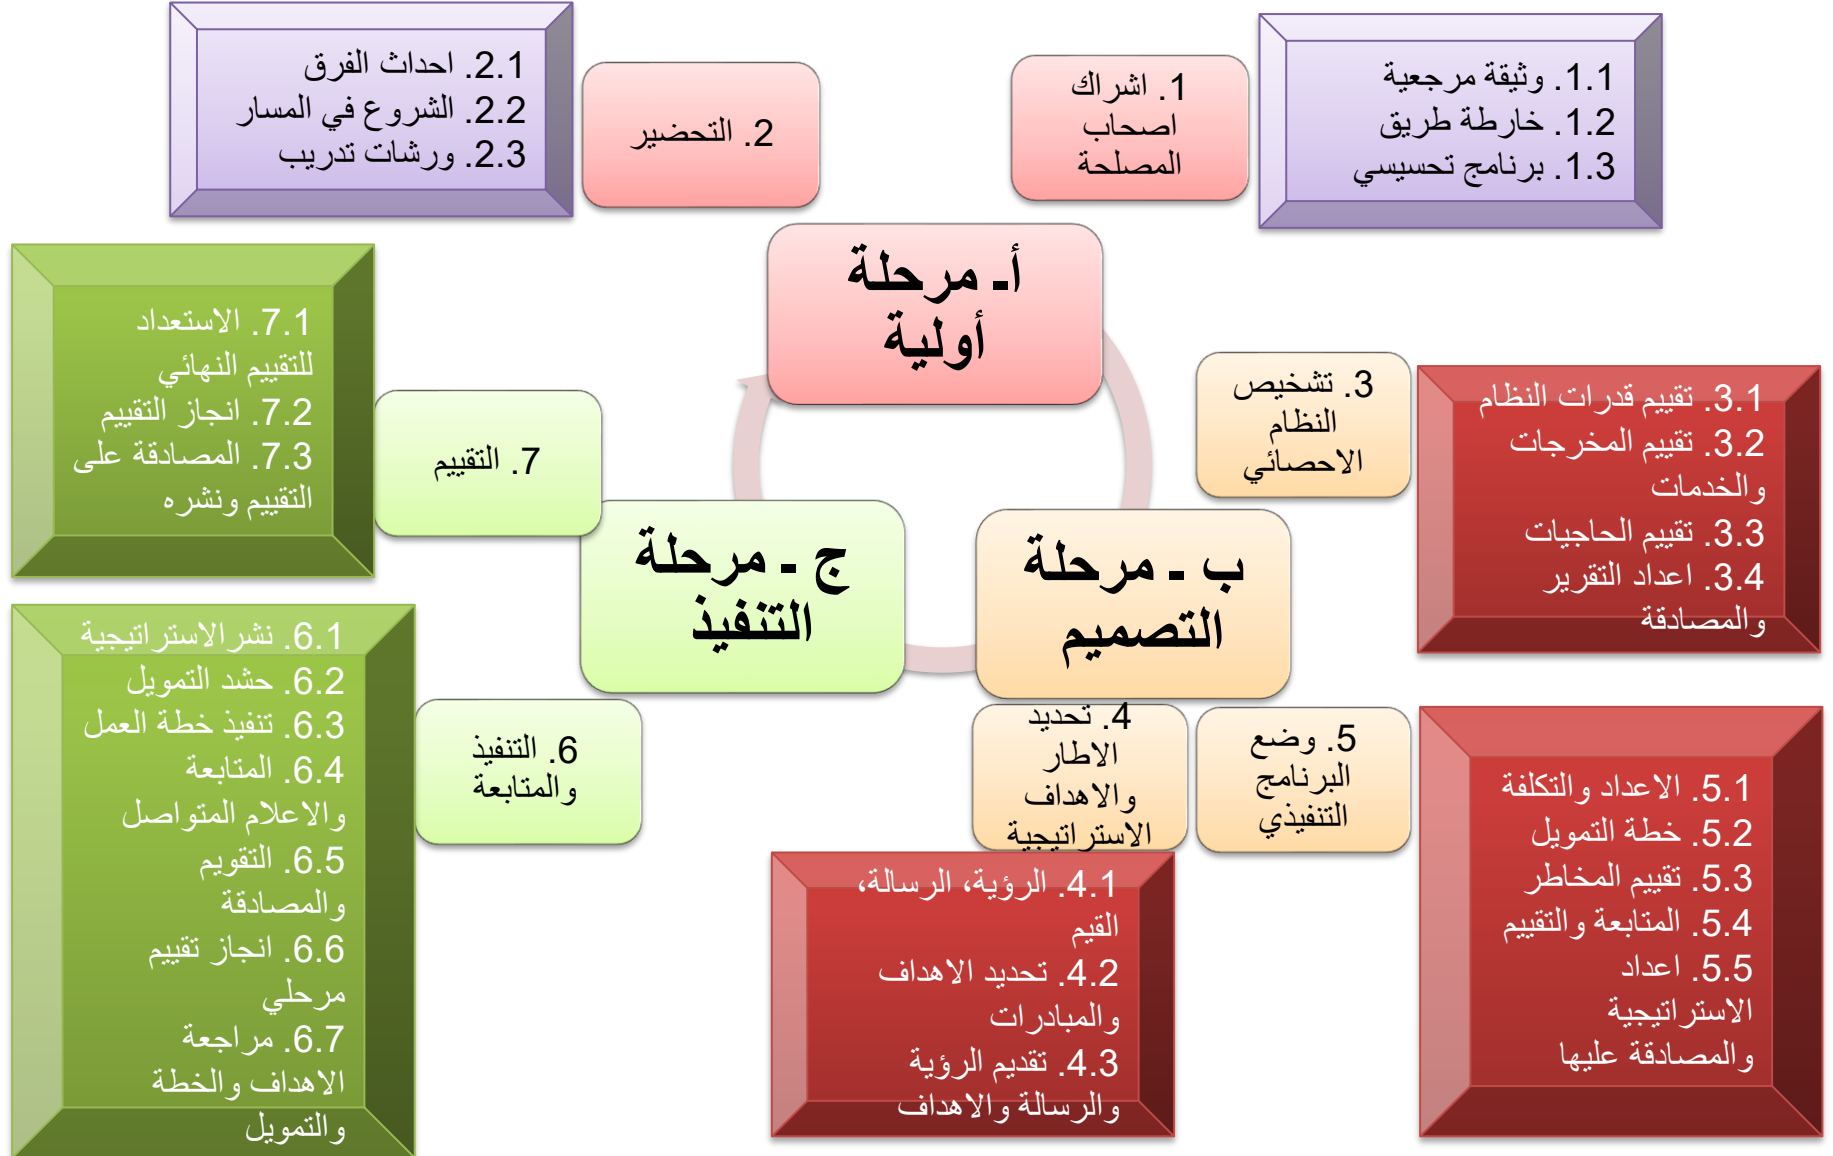 1.1. وثيقة مرجعية
1.2. خارطة طريق
1.3. برنامج تحسيسي
1. اشراك
اصحاب
المصلحة
2. التحضير
2.1. احداث الفرق
2.2. الشروع في المسار
2.3. ورشات تدريب
أـ مرحلة
أولية
3. تشخيص
النظام
الاحصائي
3.1. تقييم قدرات النظام
3.2. تقييم المخرجات
والخدمات
3.3. تقييم الحاجيات
3.4. اعداد التقرير
والمصادقة
7. التقييم
7.1. الاستعداد
للتقييم النهائي
7.2. انجاز التقييم
7.3. المصادقة على
التقييم ونشره
ب ـ مرحلة
التصميم
ج ـ مرحلة
التنفيذ
4. تحديد
الاطار
والاهداف
الاستراتيجية
4.1. الرؤية، الرسالة،
القيم
4.2. تحديد الاهداف
والمبادرات
4.3. تقديم الرؤية
والرسالة والاهداف
5. وضع
البرنامج
التنفيذي
5.1. الاعداد والتكلفة
5.2. خطة التمويل
5.3. تقييم المخاطر
5.4. المتابعة والتقييم
5.5. اعداد
الاستراتيجية
والمصادقة عليها
6. التنفيذ
والمتابعة
6.1. نشرالاستراتيجية
6.2. حشد التمويل
6.3. تنفيذ خطة العمل
6.4. المتابعة
والاعلام المتواصل
6.5. التقويم
والمصادقة
6.6. انجاز تقييم
مرحلي
6.7. مراجعة
الاهداف والخطة
والتمويل